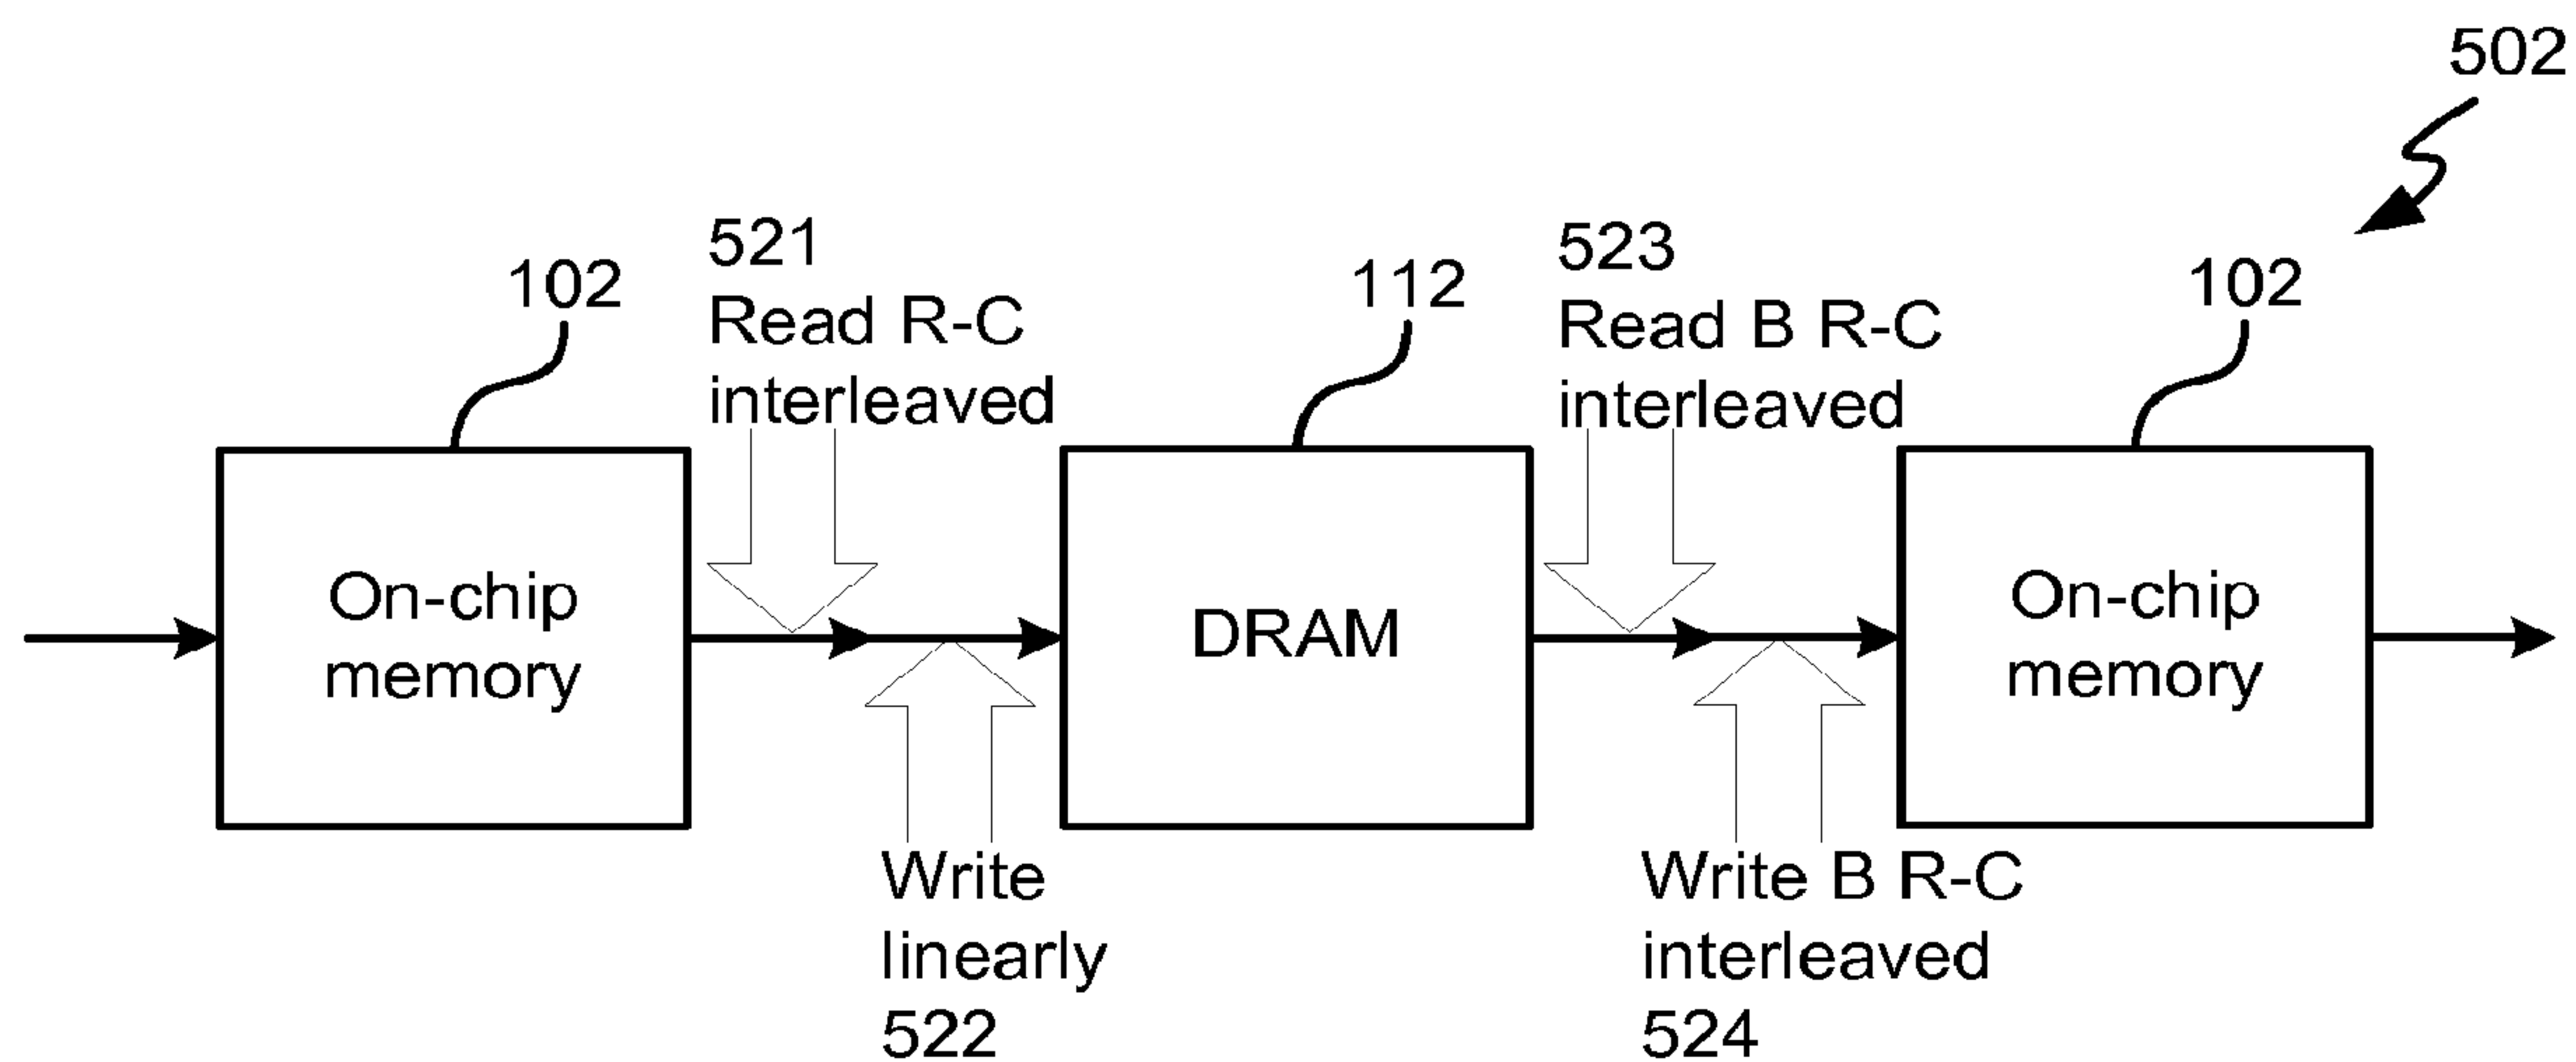 502
521
Read R-C
interleaved
523
Read B R-C
interleaved
102
112
102
On-chip
memory
DRAM
On-chip
memory
Write
linearly
522
Write B R-C
interleaved
524